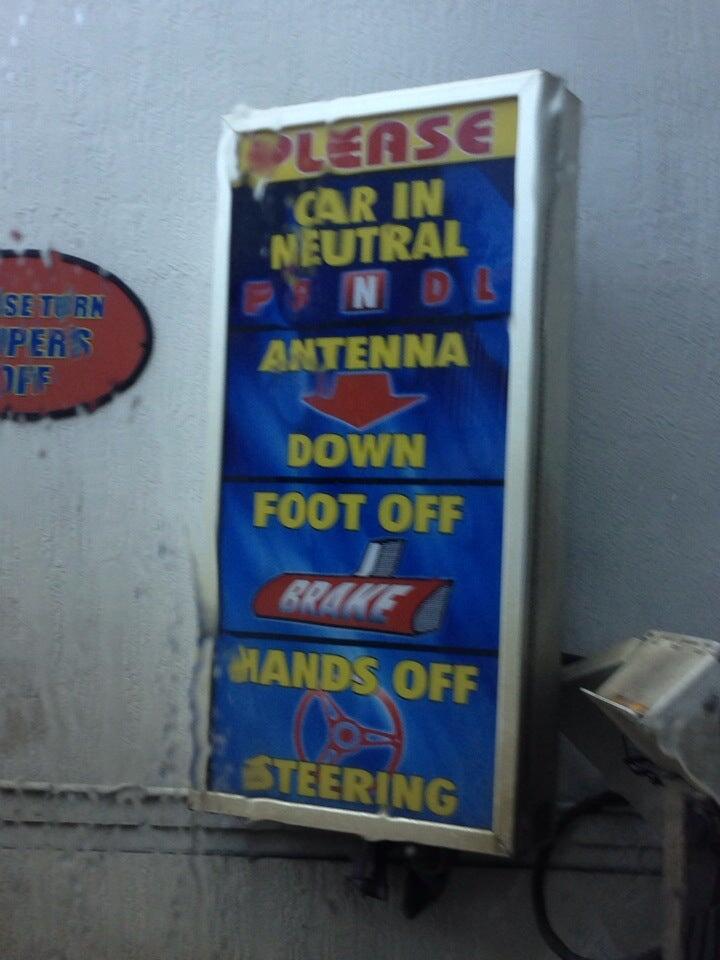 PLEASE
CAR IN
NEUTRAL
P R N D L
ANTENNA
DOWN
FOOT OFF
BRAKE
HANDS OFF
STEERING
SE TURN
PERS
OFF